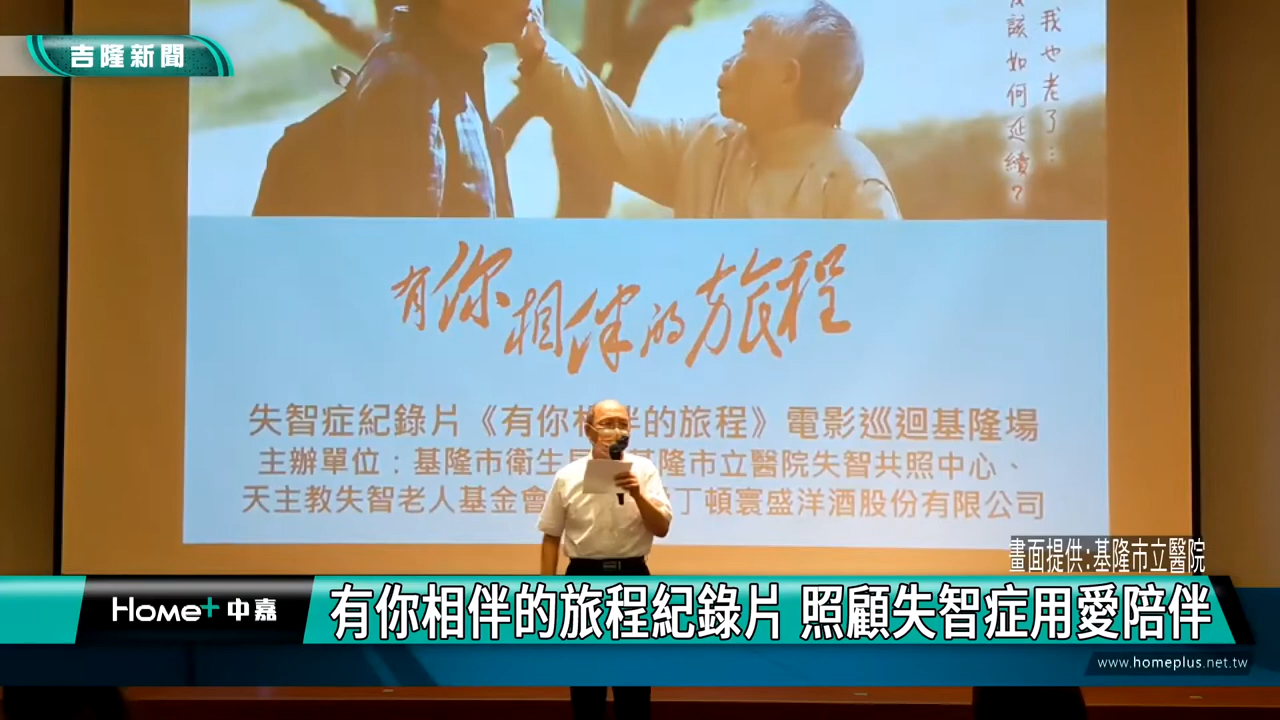 吉隆新聞
我也老了…
該如何延續？
有你相伴的旅程
失智症紀錄片《有你相伴的旅程》電影巡迴基隆場
主辦單位：基隆市衛生 基隆市立醫院失智共照中心、
天主教失智老人基金會 丁頓寰盛洋酒股份有限公司
畫面提供:基隆市立醫院
Home+中嘉
有你相伴的旅程紀錄片 照顧失智症用愛陪伴
www.homeplus.net.tw